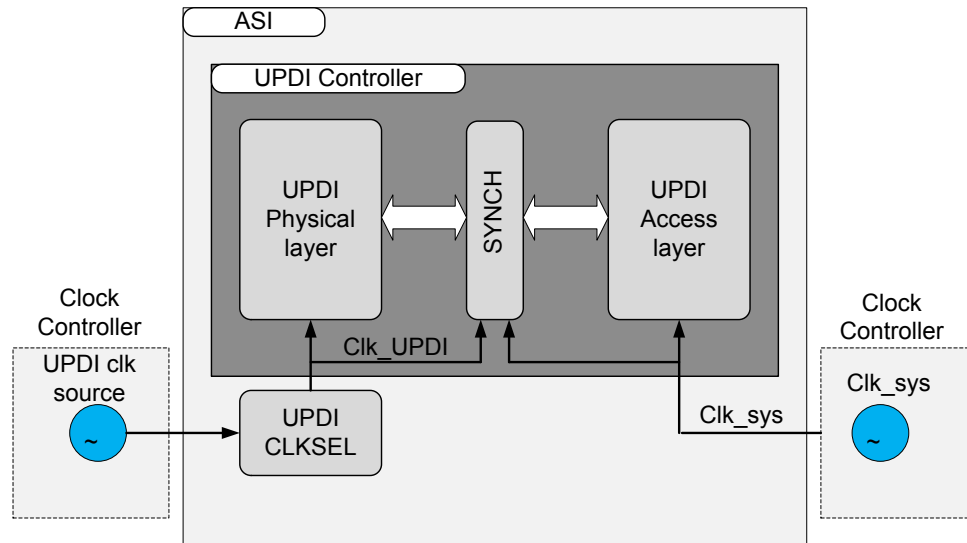 ASI
UPDI Controller
UPDI
Physical
layer
SYNCH
UPDI
Access
layer
Clock
Controller
UPDI clk
source
~
Clk_UPDI
UPDI
CLKSEL
Clk_sys
Clock
Controller
Clk_sys
~